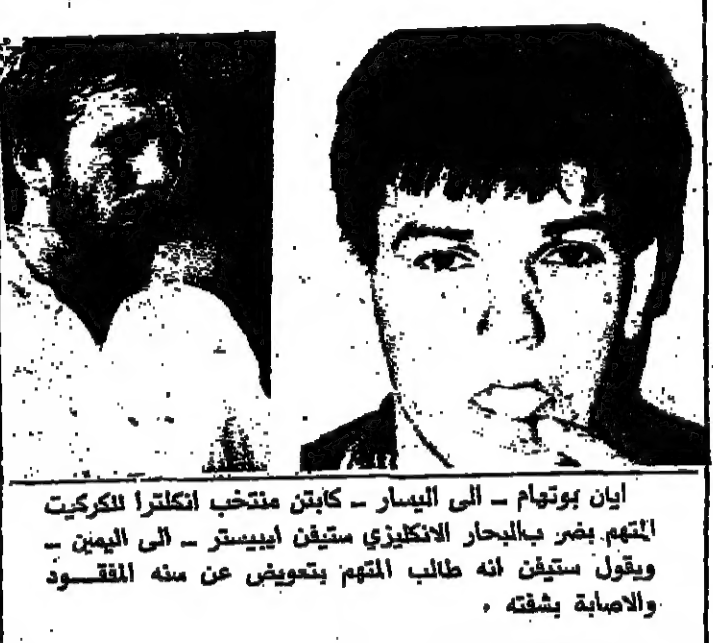 ايان بوتهام ـ الى اليسار ـ كابتن منتخب انكلترا للكركيت
المتهم بضرب البحار الانكليزي ستيفن ايبيستر ـ الى اليمين ـ
ويقول ستيفن انه طالب المتهم بتعويض عن سنه المفقـــود
والاصابة بشفته .